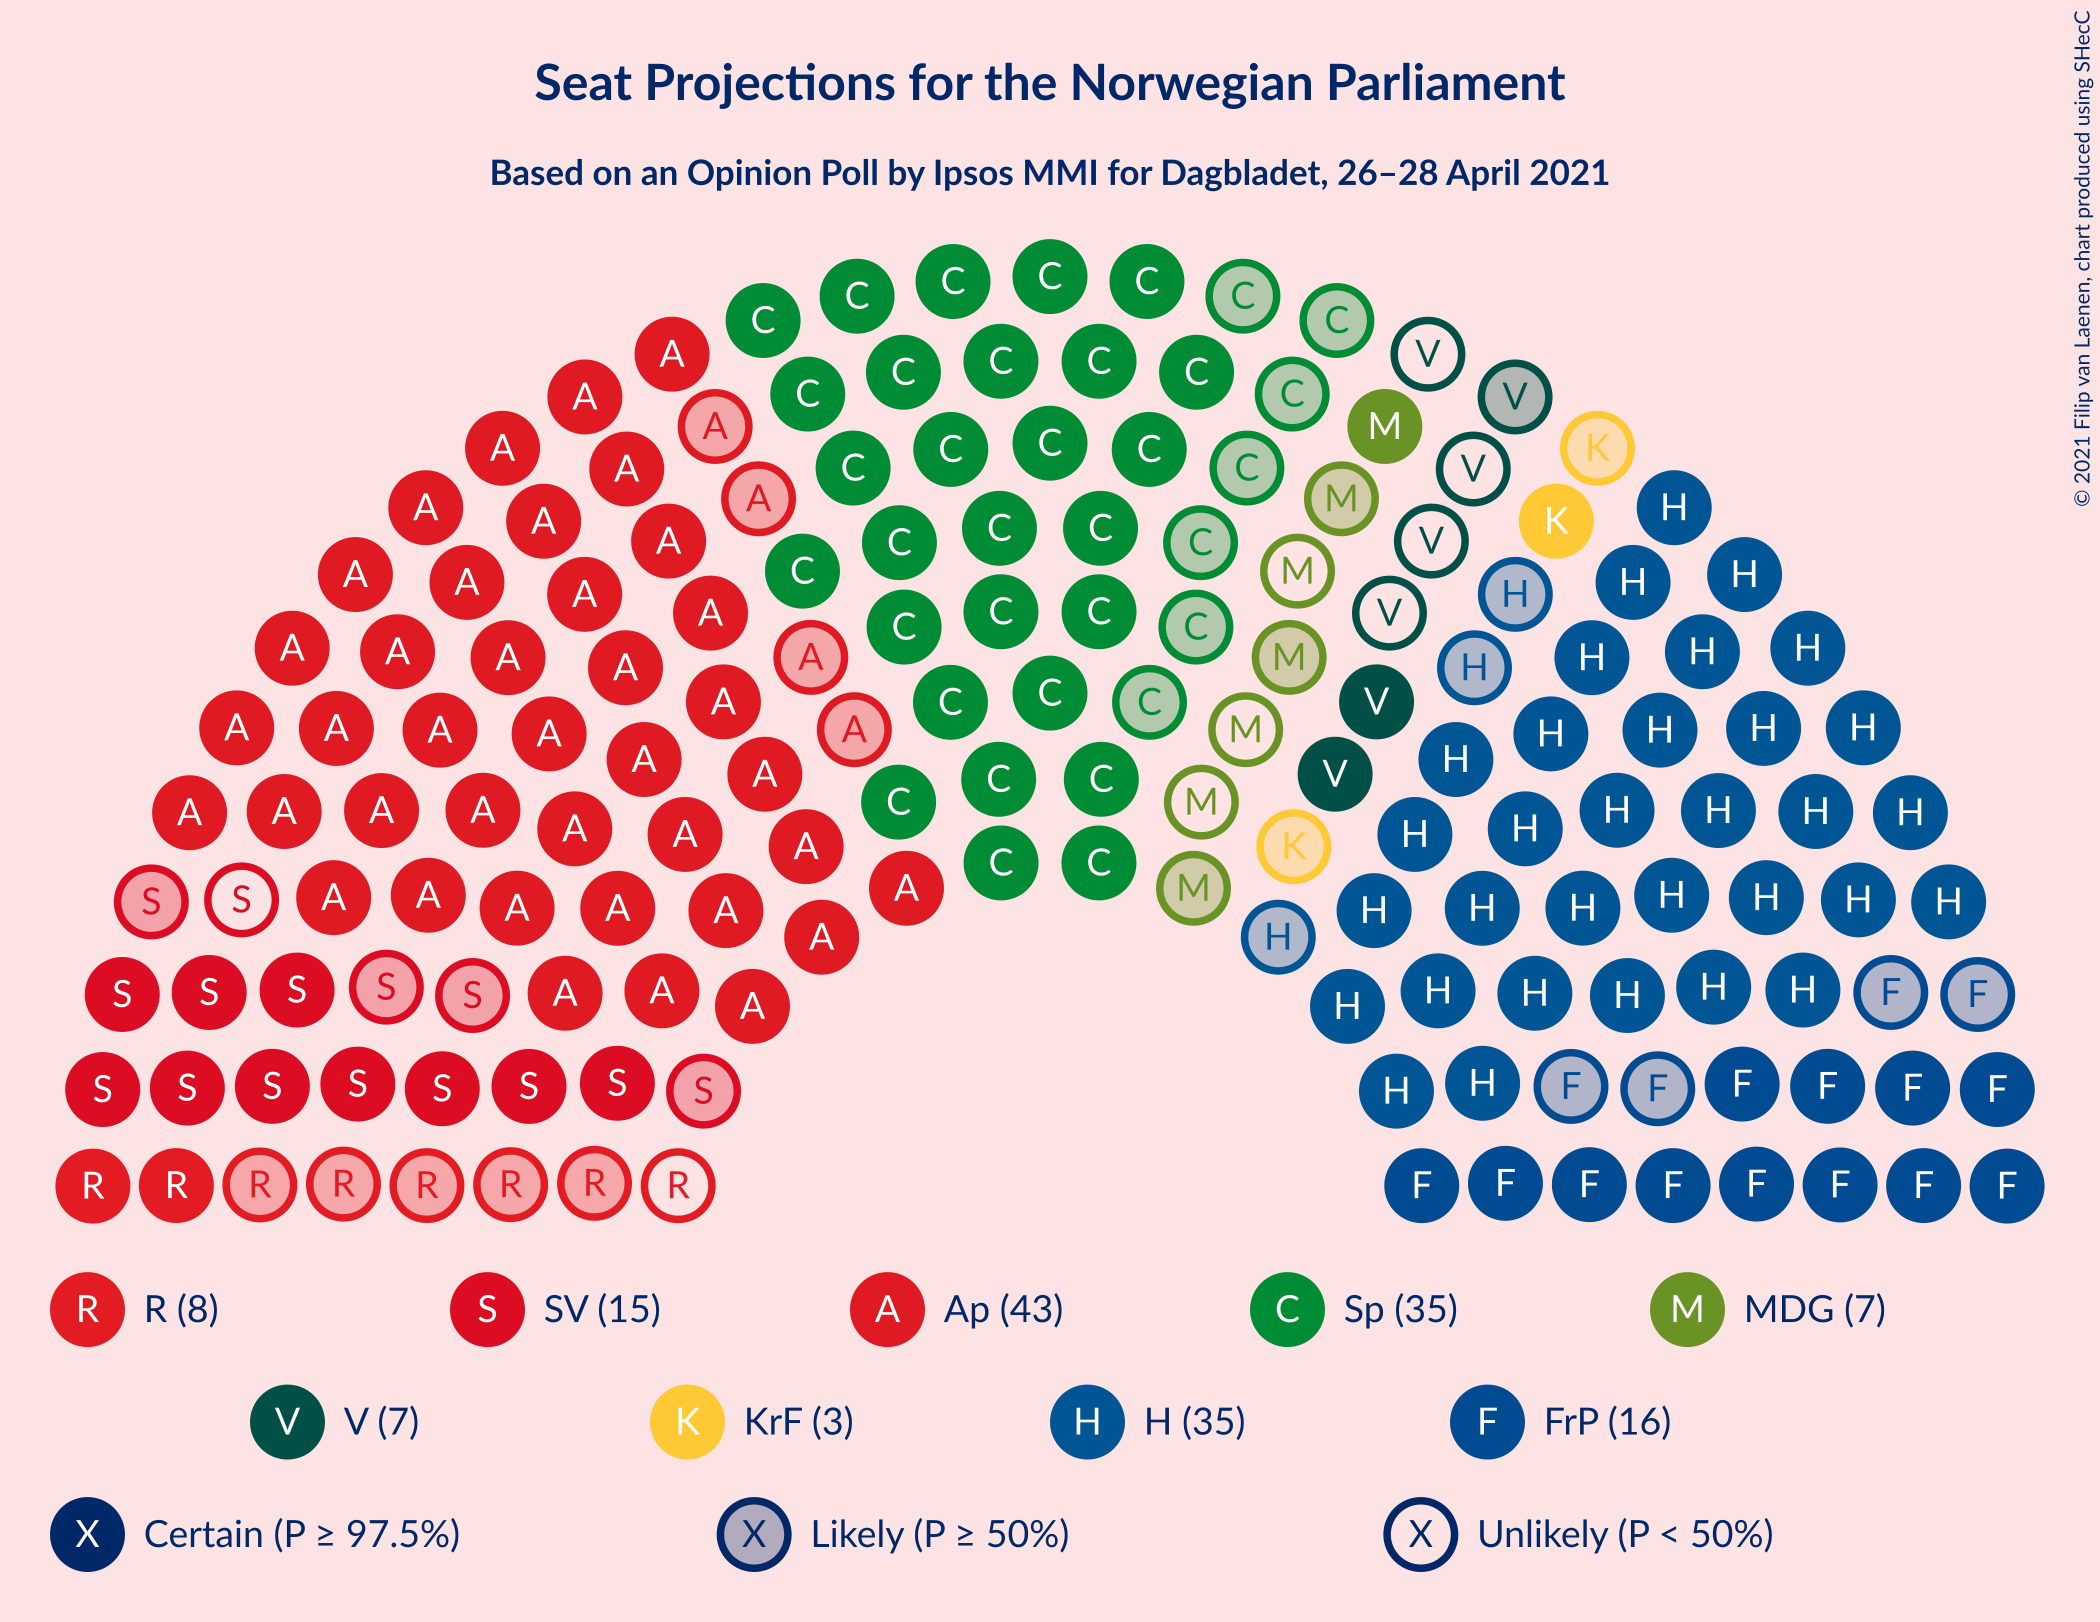 Seat Projections for the Norwegian Parliament
Based on an Opinion Poll by Ipsos MMI for Dagbladet, 26–28 April 2021
© 2021 Filip van Laenen, chart produced using SHecC
C C C C C C C
A C C C C C C V
A A C C C C C M V V
A A A C C C C C M M V V K
A A A A C C C C C M M V H K H
A A A A A A C C C M M V H H H H
A A A A A A A C C C M K V H H H H H
A A A A A A A A A C C M H H H H H H H H
S S A A A A A A H H H H H H H
S S S S S A A A H H H H H H F F
S S S S S S S S H H F F F F F F
R R R R R R R R F F F F F F F F
R R (8) S SV (15) A Ap (43) C Sp (35) M MDG (7)
V V (7) K KrF (3) H H (35) F FrP (16)
X Certain (P ≥ 97.5%) X Likely (P ≥ 50%) X Unlikely (P < 50%)